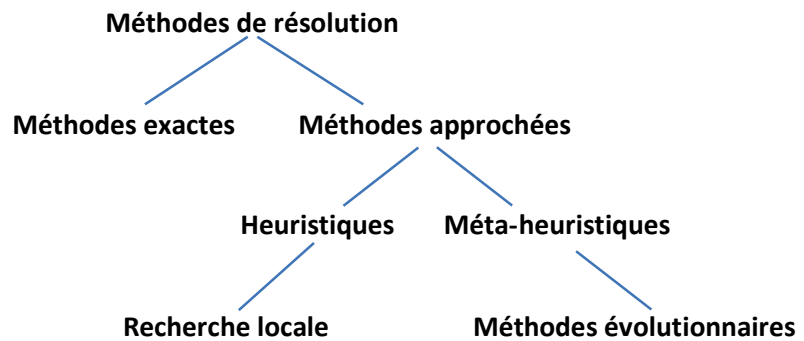 Méthodes de résolution
Méthodes exactes Méthodes approchées
Heuristiques Méta-heuristiques
Recherche locale Méthodes évolutionnaires